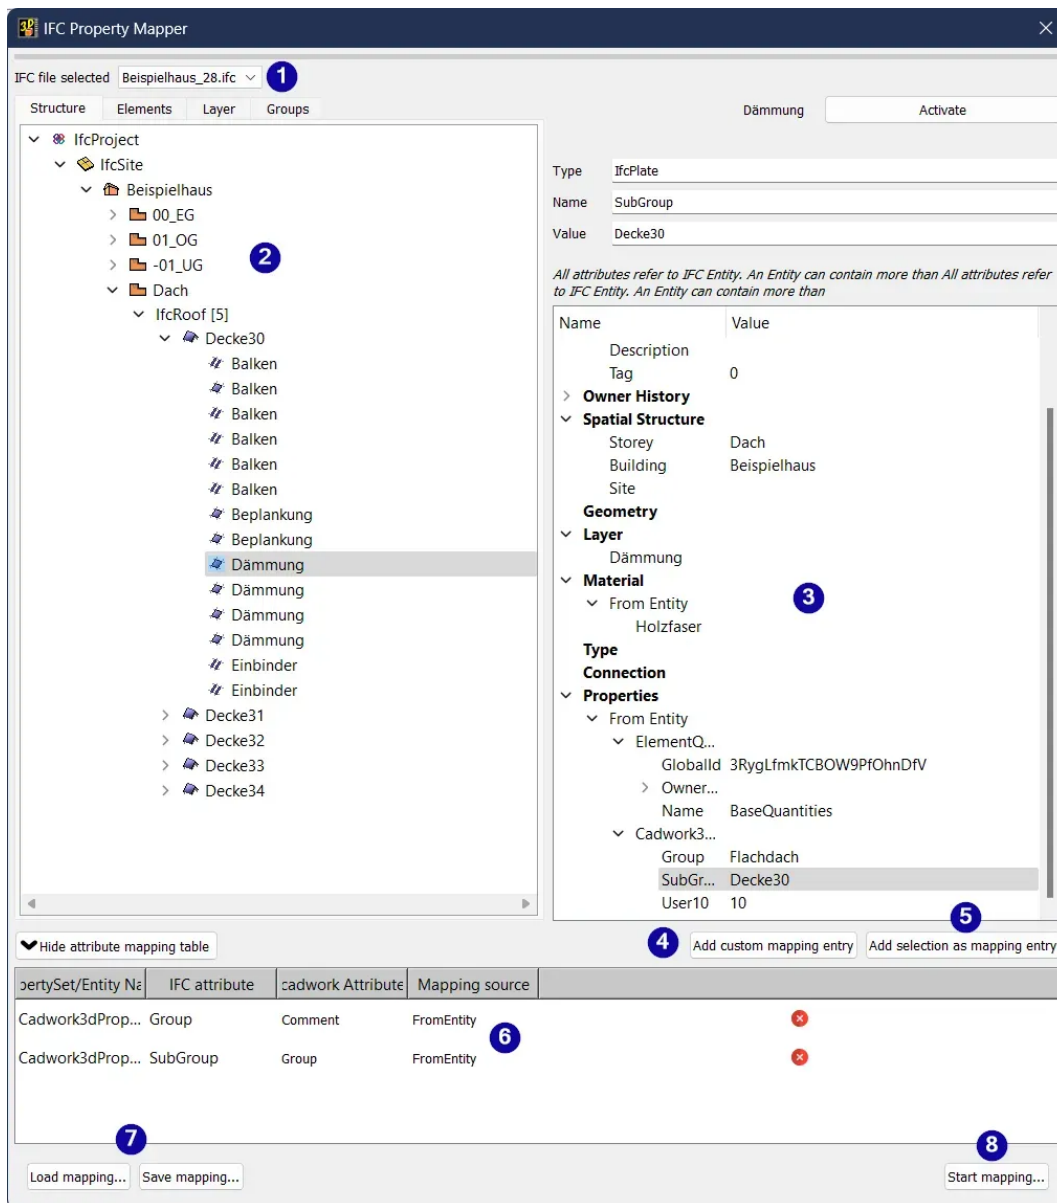 IFC Property Mapper
IFC file selected Beispielhaus_28.ifc 1
Structure Elements Layer Groups
Dämmung Activate
IfcProject
IfcSite
Beispielhaus
00_EG
01_OG
-01_UG
2
Dach
IfcRoof [5]
Decke30
Balken
Balken
Balken
Balken
Balken
Balken
Beplankung
Beplankung
Dämmung
Dämmung
Dämmung
Dämmung
Einbinder
Einbinder
Decke31
Decke32
Decke33
Decke34
Type IfcPlate
Name SubGroup
Value Decke30
All attributes refer to IFC Entity. An Entity can contain more than All attributes refer
to IFC Entity. An Entity can contain more than
Name Value
Description
Tag 0
Owner History
Spatial Structure
Storey Dach
Building Beispielhaus
Site
Geometry
Layer
Dämmung
Material
3
From Entity
Holzfaser
Type
Connection
Properties
From Entity
ElementQ...
GlobalId 3RygLfmkTCBOW9PfOhnDfV
Owner...
Name BaseQuantities
Cadwork3...
Group Flachdach
SubGr... Decke30
User10 10
5
Hide attribute mapping table 4 Add custom mapping entry Add selection as mapping entry
pertySet/Entity Na IFC attribute cadwork Attribute Mapping source
Cadwork3dProp... Group Comment FromEntity
6
Cadwork3dProp... SubGroup Group FromEntity
7 8
Load mapping... Save mapping... Start mapping...